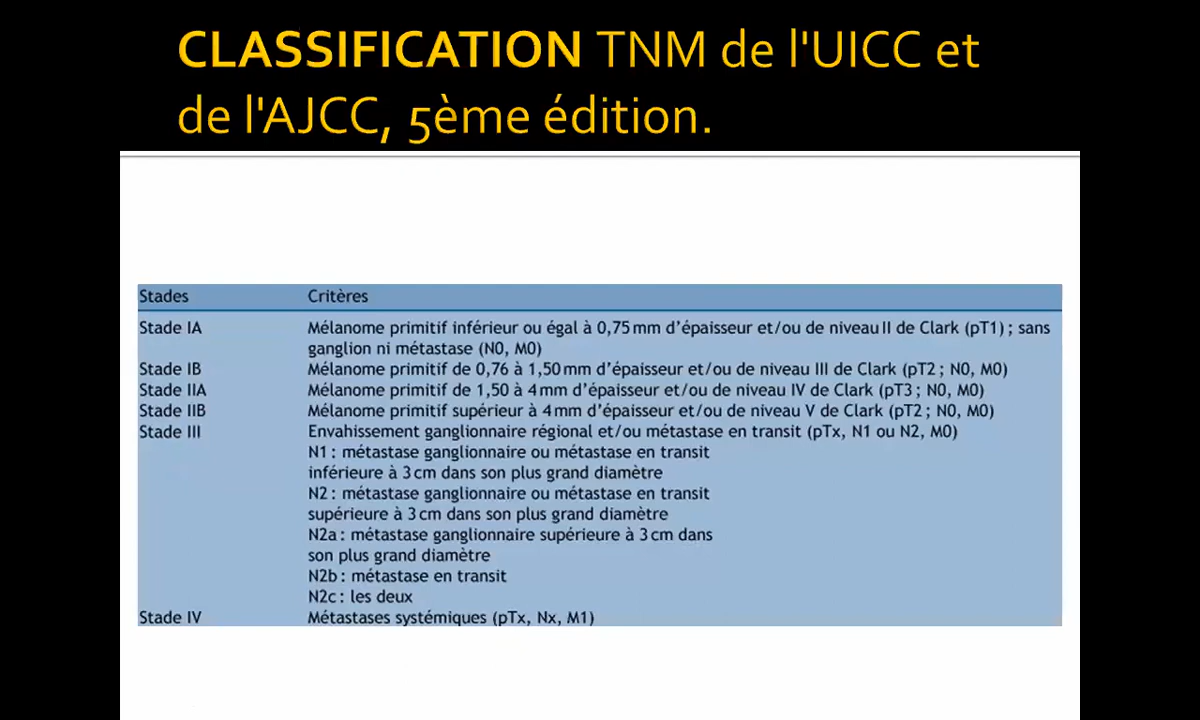 CLASSIFICATION TNM de l'UICC et
de l'AJCC, 5ème édition.
Stades Critères
Stade IA Mélanome primitif inférieur ou égal à 0,75 mm d'épaisseur et/ou de niveau II de Clark (pT1) ; sans
ganglion ni métastase (N0, M0)
Stade IB Mélanome primitif de 0,76 à 1,50 mm d'épaisseur et/ou de niveau III de Clark (pT2 ; N0, M0)
Stade IIA Mélanome primitif de 1,50 à 4 mm d'épaisseur et/ou de niveau IV de Clark (pT3 ; N0, M0)
Stade IIB Mélanome primitif supérieur à 4 mm d'épaisseur et/ou de niveau V de Clark (pT2 ; N0, M0)
Stade III Envahissement ganglionnaire régional et/ou métastase en transit (pTx, N1 ou N2, M0)
N1 : métastase ganglionnaire ou métastase en transit
inférieure à 3 cm dans son plus grand diamètre
N2 : métastase ganglionnaire ou métastase en transit
supérieure à 3 cm dans son plus grand diamètre
N2a : métastase ganglionnaire supérieure à 3 cm dans
son plus grand diamètre
N2b : métastase en transit
N2c : les deux
Stade IV Métastases systémiques (pTx, Nx, M1)